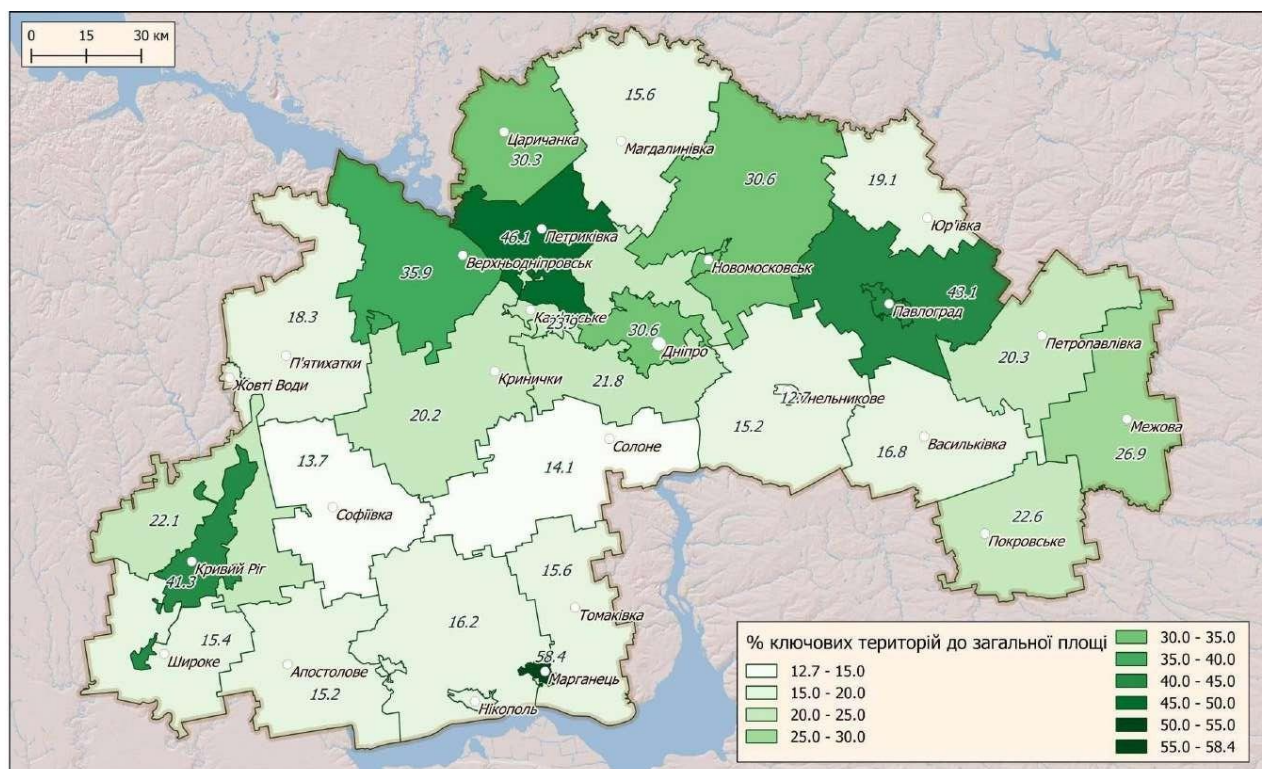 0 15 30 км
15.6
Царичанка
30.3
Магдалинівка
30.6
19.1
Юр'ївка
46.1
Петриківка
35.9
Верхньодніпровськ
Новомосковськ
43.1
Павлоград
18.3
23.9
30.6
Дніпро
20.3
Петропавлівка
П'ятихатки
Жовті Води
Кринички
21.8
20.2
12.7
15.2
Межова
26.9
Солоне
16.8
Васильківка
13.7
14.1
Софіївка
22.1
22.6
Покровське
Кривий Ріг
41.3
15.6
Томаківка
16.2
15.4
Широке
Апостолове
15.2
58.4
Марганець
Нікополь
% ключових територій до загальної площі
12.7 - 15.0
15.0 - 20.0
20.0 - 25.0
25.0 - 30.0
30.0 - 35.0
35.0 - 40.0
40.0 - 45.0
45.0 - 50.0
50.0 - 55.0
55.0 - 58.4